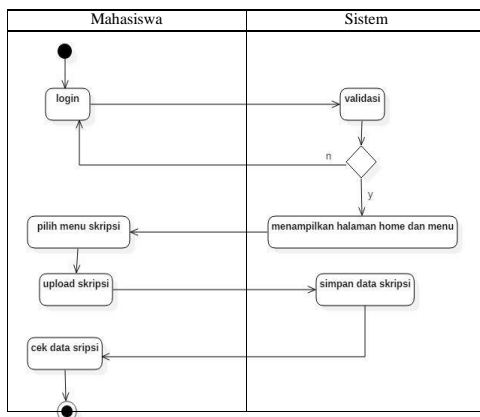 Mahasiswa
Sistem
login
validasi
n
y
pilih menu skripsi
menampilkan halaman home dan menu
upload skripsi
simpan data skripsi
cek data sripsi